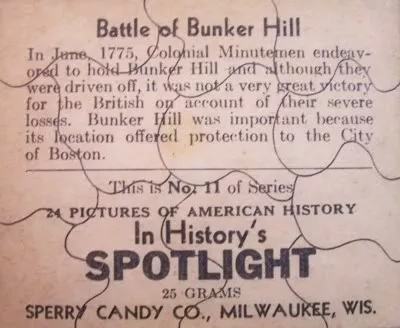 Battle of Bunker Hill
In June, 1775, Colonial Minutemen endeav-
ored to hold Bunker Hill and although they
were driven off, it was not a very great victory
for the British on account of their severe
losses. Bunker Hill was important because
its location offered protection to the City
of Boston.
This is No. 11 of Series
24 PICTURES OF AMERICAN HISTORY
In History's
SPOTLIGHT
25 GRAMS
SPERRY CANDY CO., MILWAUKEE, WIS.